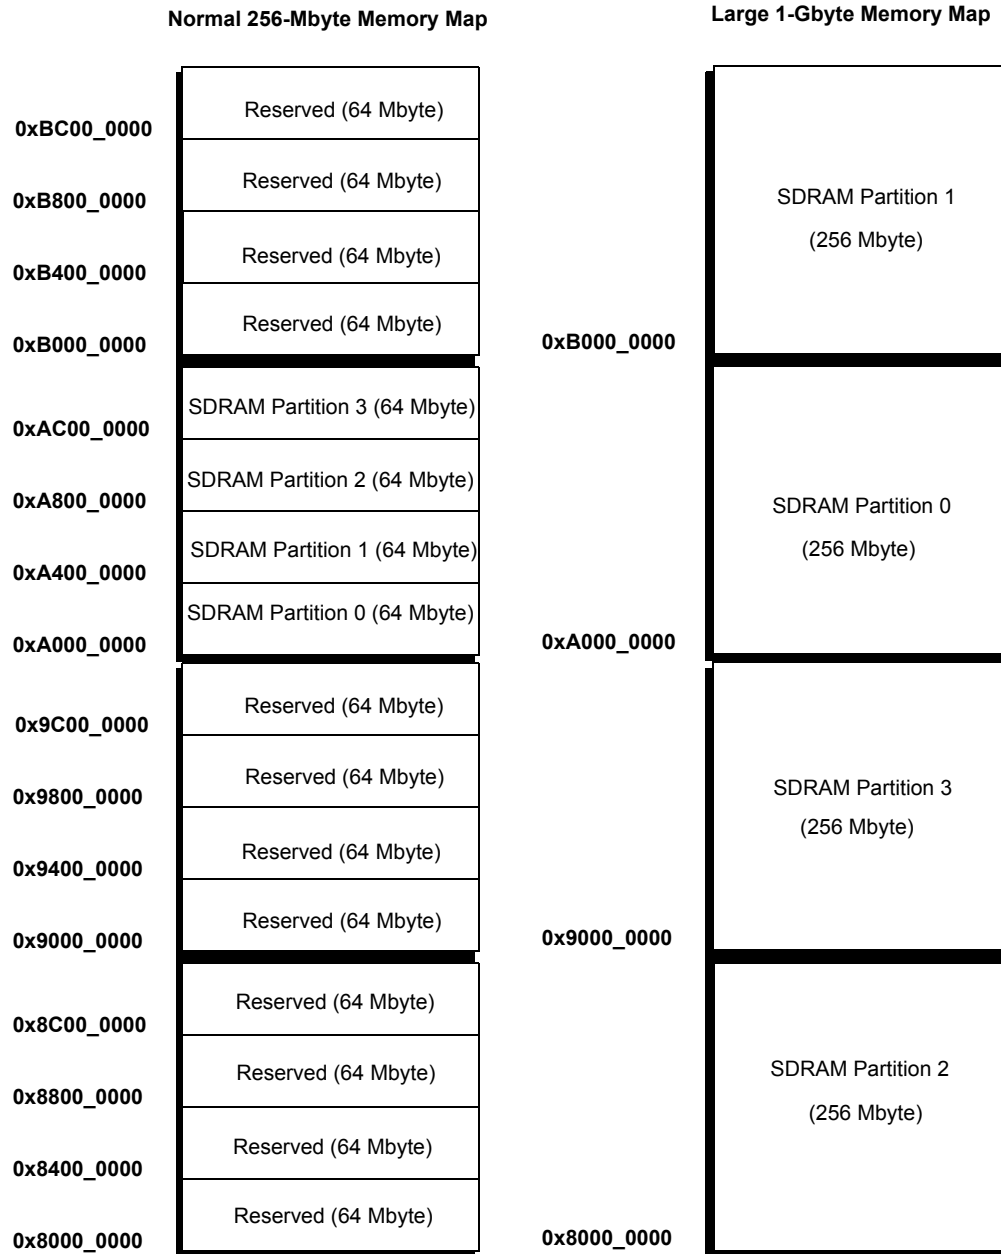 Normal 256-Mbyte Memory Map
Large 1-Gbyte Memory Map
Reserved (64 Mbyte)
0xBC00_0000
Reserved (64 Mbyte)
0xB800_0000
Reserved (64 Mbyte)
0xB400_0000
Reserved (64 Mbyte)
0xB000_0000
SDRAM Partition 3 (64 Mbyte)
0xAC00_0000
SDRAM Partition 2 (64 Mbyte)
0xA800_0000
SDRAM Partition 1 (64 Mbyte)
0xA400_0000
SDRAM Partition 0 (64 Mbyte)
0xA000_0000
Reserved (64 Mbyte)
0x9C00_0000
Reserved (64 Mbyte)
0x9800_0000
Reserved (64 Mbyte)
0x9400_0000
Reserved (64 Mbyte)
0x9000_0000
Reserved (64 Mbyte)
0x8C00_0000
Reserved (64 Mbyte)
0x8800_0000
Reserved (64 Mbyte)
0x8400_0000
Reserved (64 Mbyte)
0x8000_0000
SDRAM Partition 1
(256 Mbyte)
0xB000_0000
SDRAM Partition 0
(256 Mbyte)
0xA000_0000
SDRAM Partition 3
(256 Mbyte)
0x9000_0000
SDRAM Partition 2
(256 Mbyte)
0x8000_0000